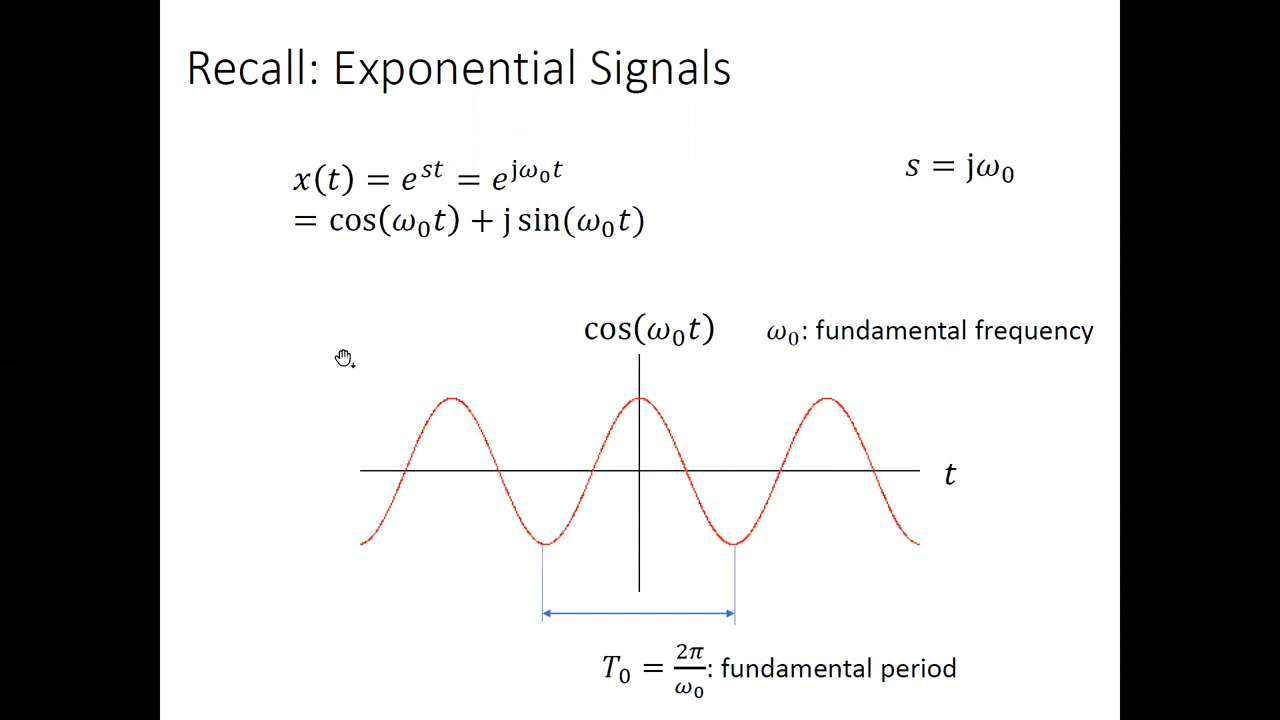 Recall: Exponential Signals
x(t) = e^{st} = e^{jω₀t}
s = jω₀
= cos(ω₀t) + j sin(ω₀t)
cos(ω₀t)
ω₀: fundamental frequency
t
T₀ = \frac{2π}{ω₀}: fundamental period